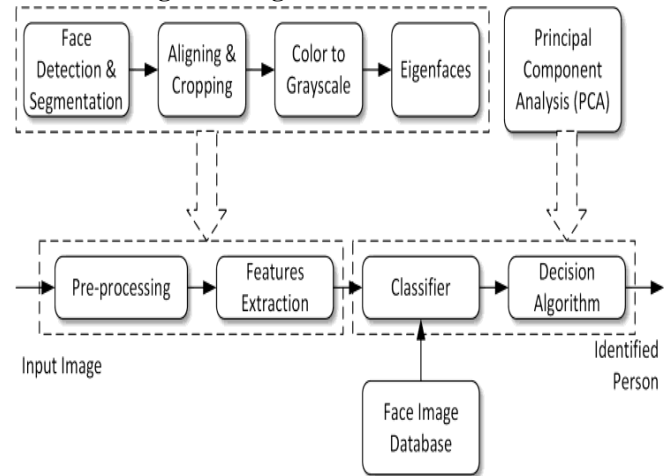 Face
Detection &
Segmentation
Aligning &
Cropping
Color to
Grayscale
Eigenfaces
Principal
Component
Analysis (PCA)
Pre-processing
Features
Extraction
Classifier
Decision
Algorithm
Input Image
Identified
Person
Face Image
Database